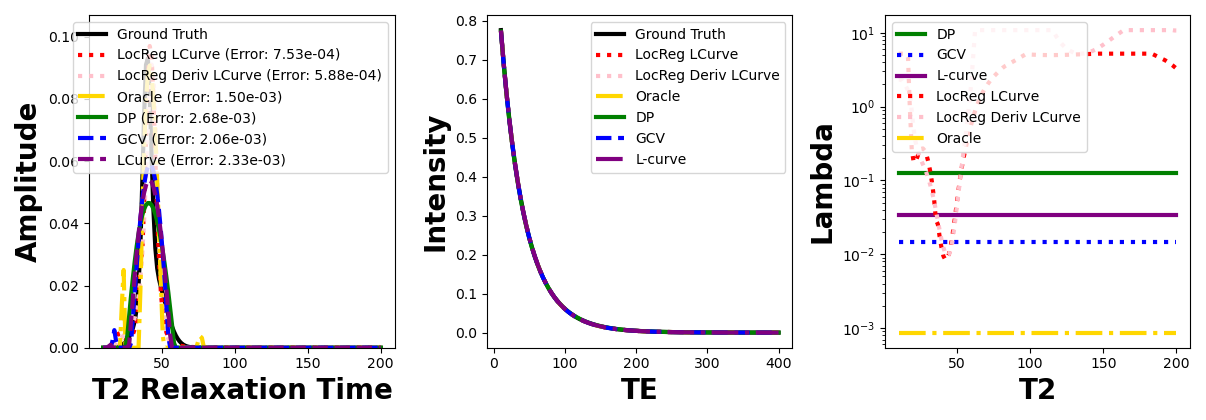 Ground Truth
LocReg LCurve (Error: 7.53e-04)
LocReg Deriv LCurve (Error: 5.88e-04)
Oracle (Error: 1.50e-03)
DP (Error: 2.68e-03)
GCV (Error: 2.06e-03)
LCurve (Error: 2.33e-03)
0.10
0.08
0.06
0.04
0.02
0.00
50
100
150
200
Amplitude
T2 Relaxation Time
Ground Truth
LocReg LCurve
LocReg Deriv LCurve
Oracle
DP
GCV
L-curve
0.8
0.7
0.6
0.5
0.4
0.3
0.2
0.1
0.0
0
100
200
300
400
Intensity
TE
DP
GCV
L-curve
LocReg LCurve
LocReg Deriv LCurve
Oracle
10¹
10⁰
10⁻¹
10⁻²
10⁻³
50
100
150
200
Lambda
T2